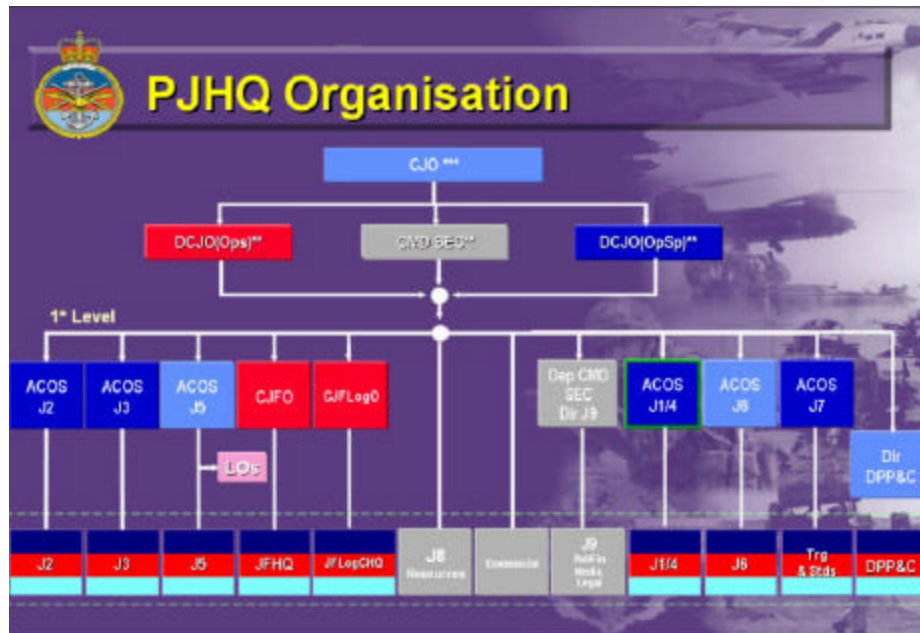 PJHQ Organisation
CJO ***
DCJO(Ops)**
CMD SEC**
DCJO(OpSp)**
1* Level
ACOS
J2
ACOS
J3
ACOS
J5
CJFO
CJFLogO
Dep CMD
SEC
Dir J9
ACOS
J1/4
ACOS
J6
ACOS
J7
Dir
DPP&C
LOs
J2
J3
J5
JFHQ
JFLogCHQ
J8
Resources
Commercial
J9
Media
Legal
J1/4
J6
Trg
& Stds
DPP&C